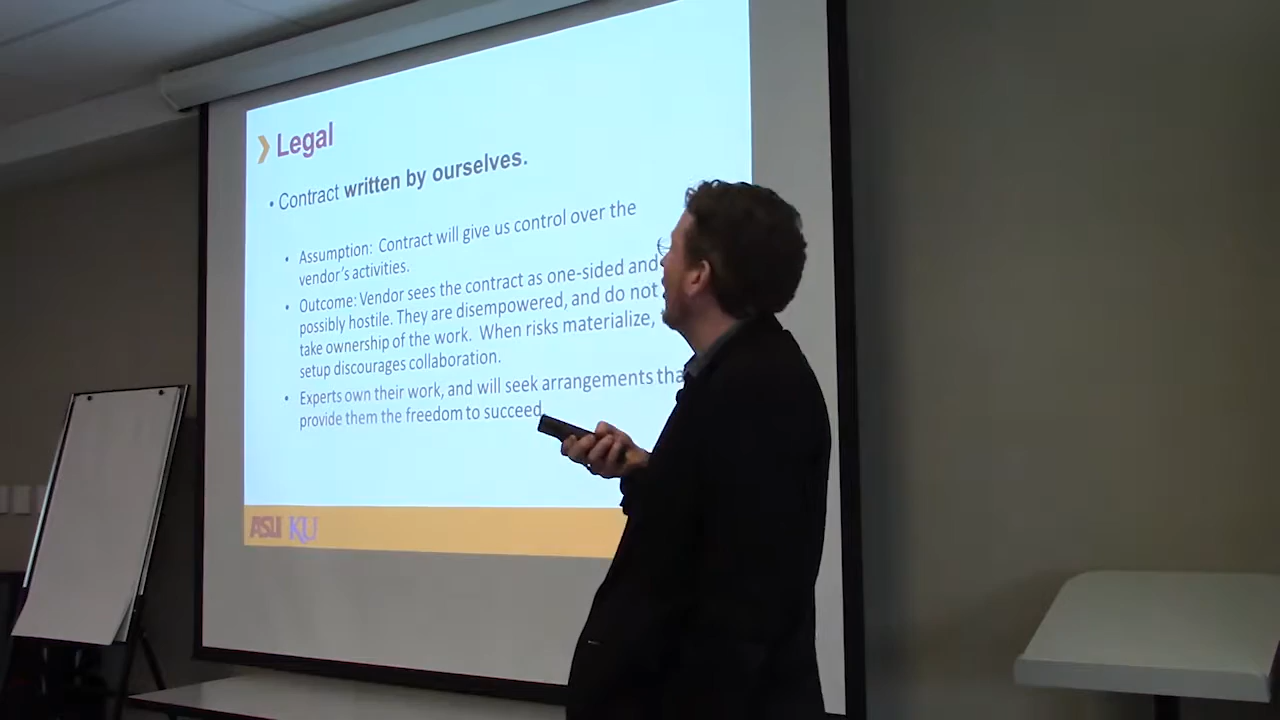 Legal
• Contract written by ourselves.
• Assumption: Contract will give us control over the
vendor's activities.
• Outcome: Vendor sees the contract as one-sided and
possibly hostile. They are disempowered, and do not
take ownership of the work. When risks materialize,
setup discourages collaboration.
• Experts own their work, and will seek arrangements
provide them the freedom to succeed.
ASU KU